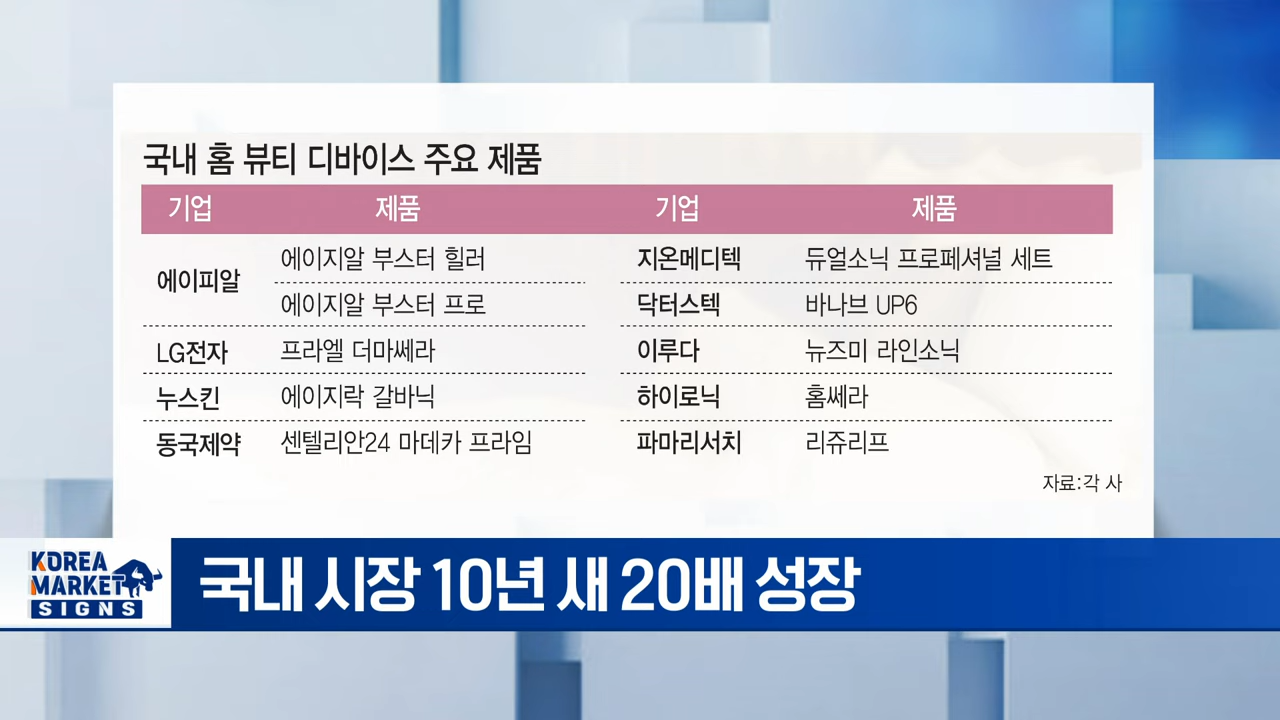 국내 홈 뷰티 디바이스 주요 제품
기업 제품 기업 제품
에이피알 에이지알 부스터 힐러 지온메디텍 듀얼소닉 프로페셔널 세트
에이지알 부스터 프로 닥터스텍 바나브 UP6
LG전자 프라엘 더마쎄라 이루다 뉴즈미 라인소닉
누스킨 에이지락 갈바닉 하이로닉 홈쎄라
동국제약 센텔리안24 마데카 프라임 파마리서치 리쥬리프
자료:각 사
KOREA
MARKET
SIGNS
국내 시장 10년 새 20배 성장